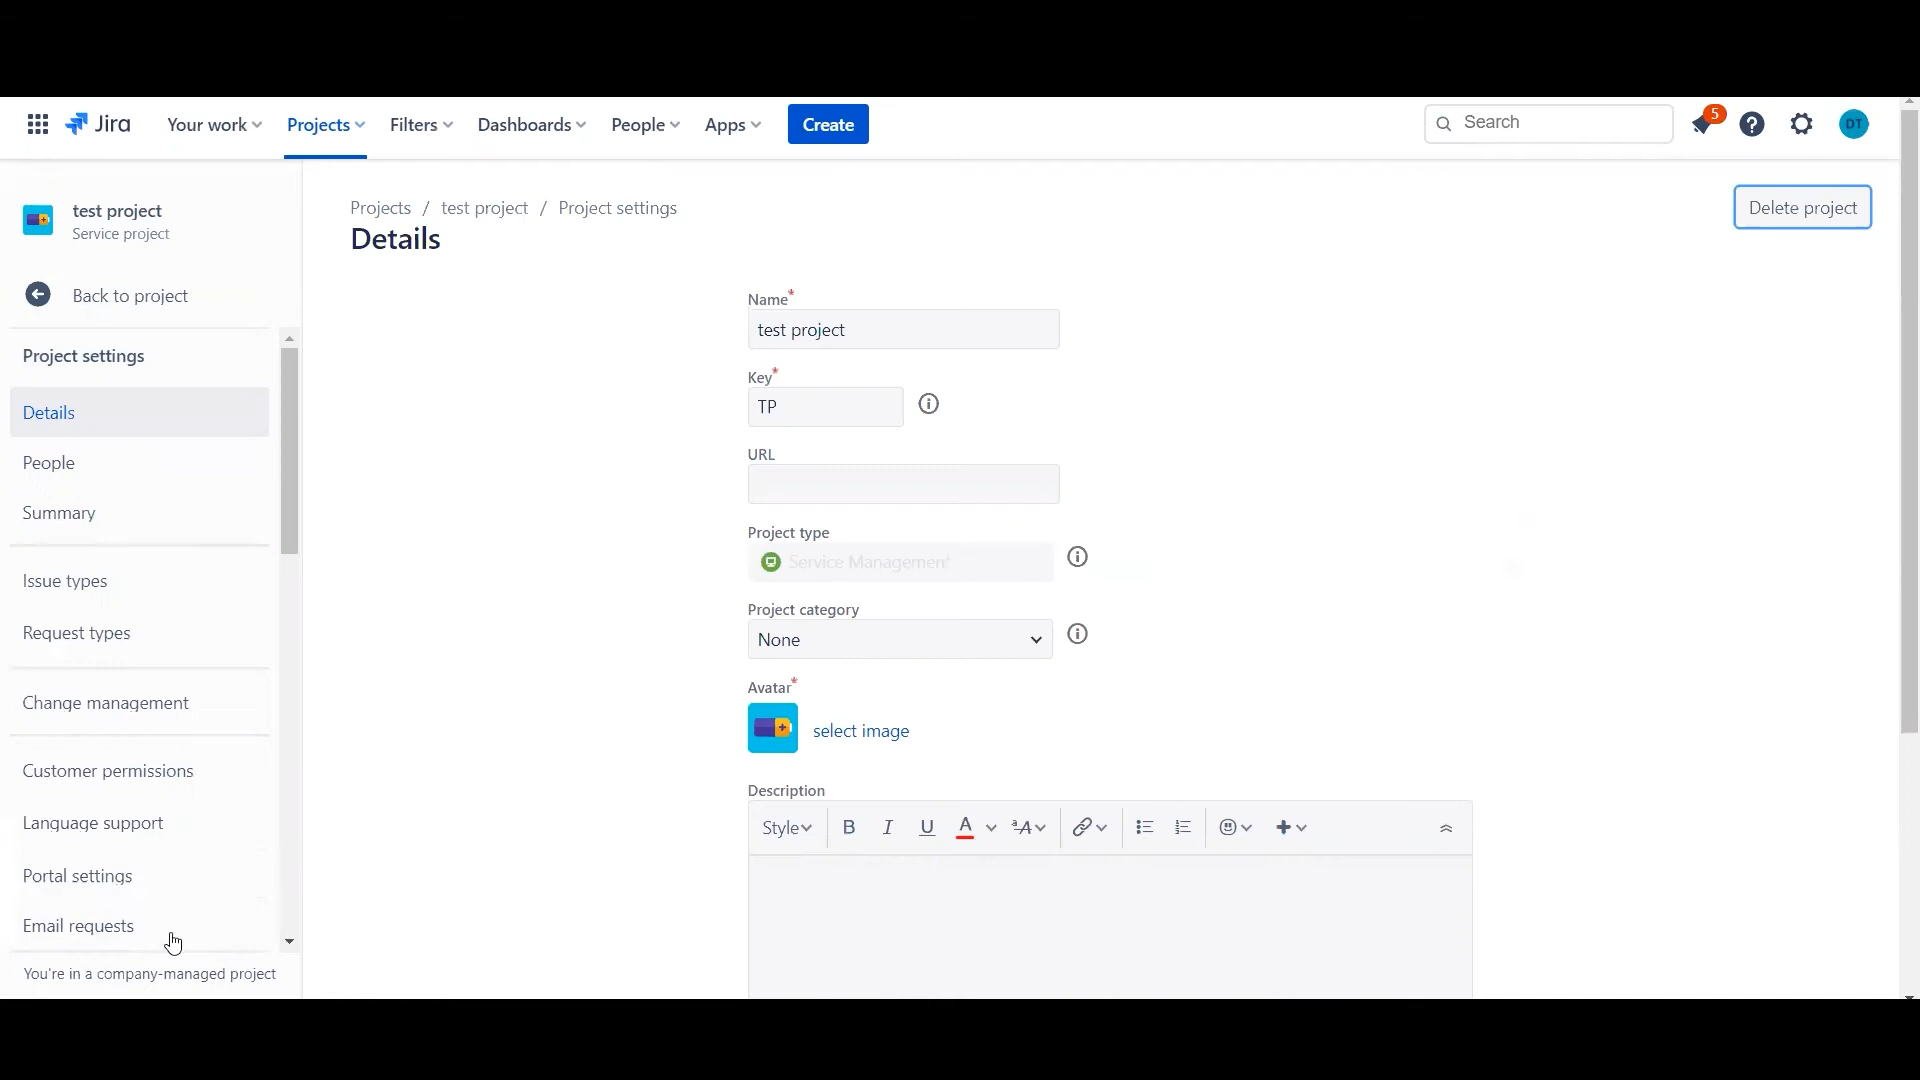 Jira
Your work
Projects
Filters
Dashboards
People
Apps
Create
Search
5
?
DT
test project
Service project
Back to project
Project settings
Details
People
Summary
Issue types
Request types
Change management
Customer permissions
Language support
Portal settings
Email requests
You're in a company-managed project
Projects / test project / Project settings
Details
Delete project
Name*
test project
Key*
TP
URL
Project type
Service Management
Project category
None
Avatar*
select image
Description
Style
B
I
U
A
ªA